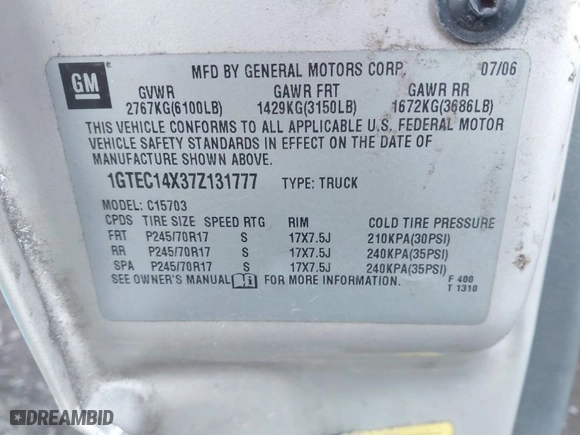 GM
MFD BY GENERAL MOTORS CORP. 07/06
GVWR GAWR FRT GAWR RR
2767KG(6100LB) 1429KG(3150LB) 1672KG(3686LB)
THIS VEHICLE CONFORMS TO ALL APPLICABLE U.S. FEDERAL MOTOR
VEHICLE SAFETY STANDARDS IN EFFECT ON THE DATE OF
MANUFACTURE SHOWN ABOVE.
1GTEC14X37Z131777 TYPE: TRUCK
MODEL: C15703
CPDS TIRE SIZE SPEED RTG RIM COLD TIRE PRESSURE
FRT P245/70R17 S 17X7.5J 210KPA(30PSI)
RR P245/70R17 S 17X7.5J 240KPA(35PSI)
SPA P245/70R17 S 17X7.5J 240KPA(35PSI)
SEE OWNER'S MANUAL FOR MORE INFORMATION. F 400
T 1310
DREAMBID